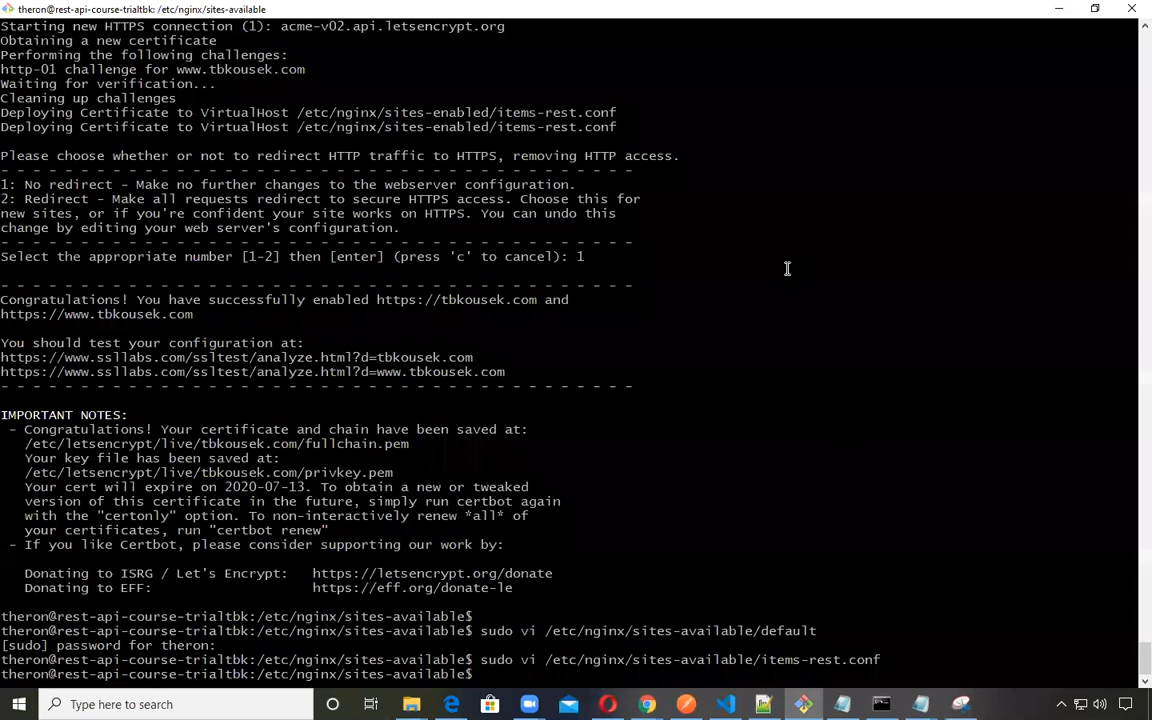 theron@rest-api-course-trialtbk: /etc/nginx/sites-available
Starting new HTTPS connection (1): acme-v02.api.letsencrypt.org
Obtaining a new certificate
Performing the following challenges:
http-01 challenge for www.tbkousek.com
Waiting for verification...
Cleaning up challenges
Deploying Certificate to VirtualHost /etc/nginx/sites-enabled/items-rest.conf
Deploying Certificate to VirtualHost /etc/nginx/sites-enabled/items-rest.conf
Please choose whether or not to redirect HTTP traffic to HTTPS, removing HTTP access.
- - - - - - - - - - - - - - - - - - - - - - - - - - - - - - - - - - - - - - - -
1: No redirect - Make no further changes to the webserver configuration.
2: Redirect - Make all requests redirect to secure HTTPS access. Choose this for
new sites, or if you're confident your site works on HTTPS. You can undo this
change by editing your web server's configuration.
- - - - - - - - - - - - - - - - - - - - - - - - - - - - - - - - - - - - - - - -
Select the appropriate number [1-2] then [enter] (press 'c' to cancel): 1
- - - - - - - - - - - - - - - - - - - - - - - - - - - - - - - - - - - - - - - -
Congratulations! You have successfully enabled https://tbkousek.com and
https://www.tbkousek.com
You should test your configuration at:
https://www.ssllabs.com/ssltest/analyze.html?d=tbkousek.com
https://www.ssllabs.com/ssltest/analyze.html?d=www.tbkousek.com
- - - - - - - - - - - - - - - - - - - - - - - - - - - - - - - - - - - - - - - -
IMPORTANT NOTES:
- Congratulations! Your certificate and chain have been saved at:
/etc/letsencrypt/live/tbkousek.com/fullchain.pem
Your key file has been saved at:
/etc/letsencrypt/live/tbkousek.com/privkey.pem
Your cert will expire on 2020-07-13. To obtain a new or tweaked
version of this certificate in the future, simply run certbot again
with the "certonly" option. To non-interactively renew *all* of
your certificates, run "certbot renew"
- If you like Certbot, please consider supporting our work by:
Donating to ISRG / Let's Encrypt: https://letsencrypt.org/donate
Donating to EFF: https://eff.org/donate-le
theron@rest-api-course-trialtbk:/etc/nginx/sites-available$
theron@rest-api-course-trialtbk:/etc/nginx/sites-available$ sudo vi /etc/nginx/sites-available/default
[sudo] password for theron:
theron@rest-api-course-trialtbk:/etc/nginx/sites-available$ sudo vi /etc/nginx/sites-available/items-rest.conf
theron@rest-api-course-trialtbk:/etc/nginx/sites-available$
Type here to search